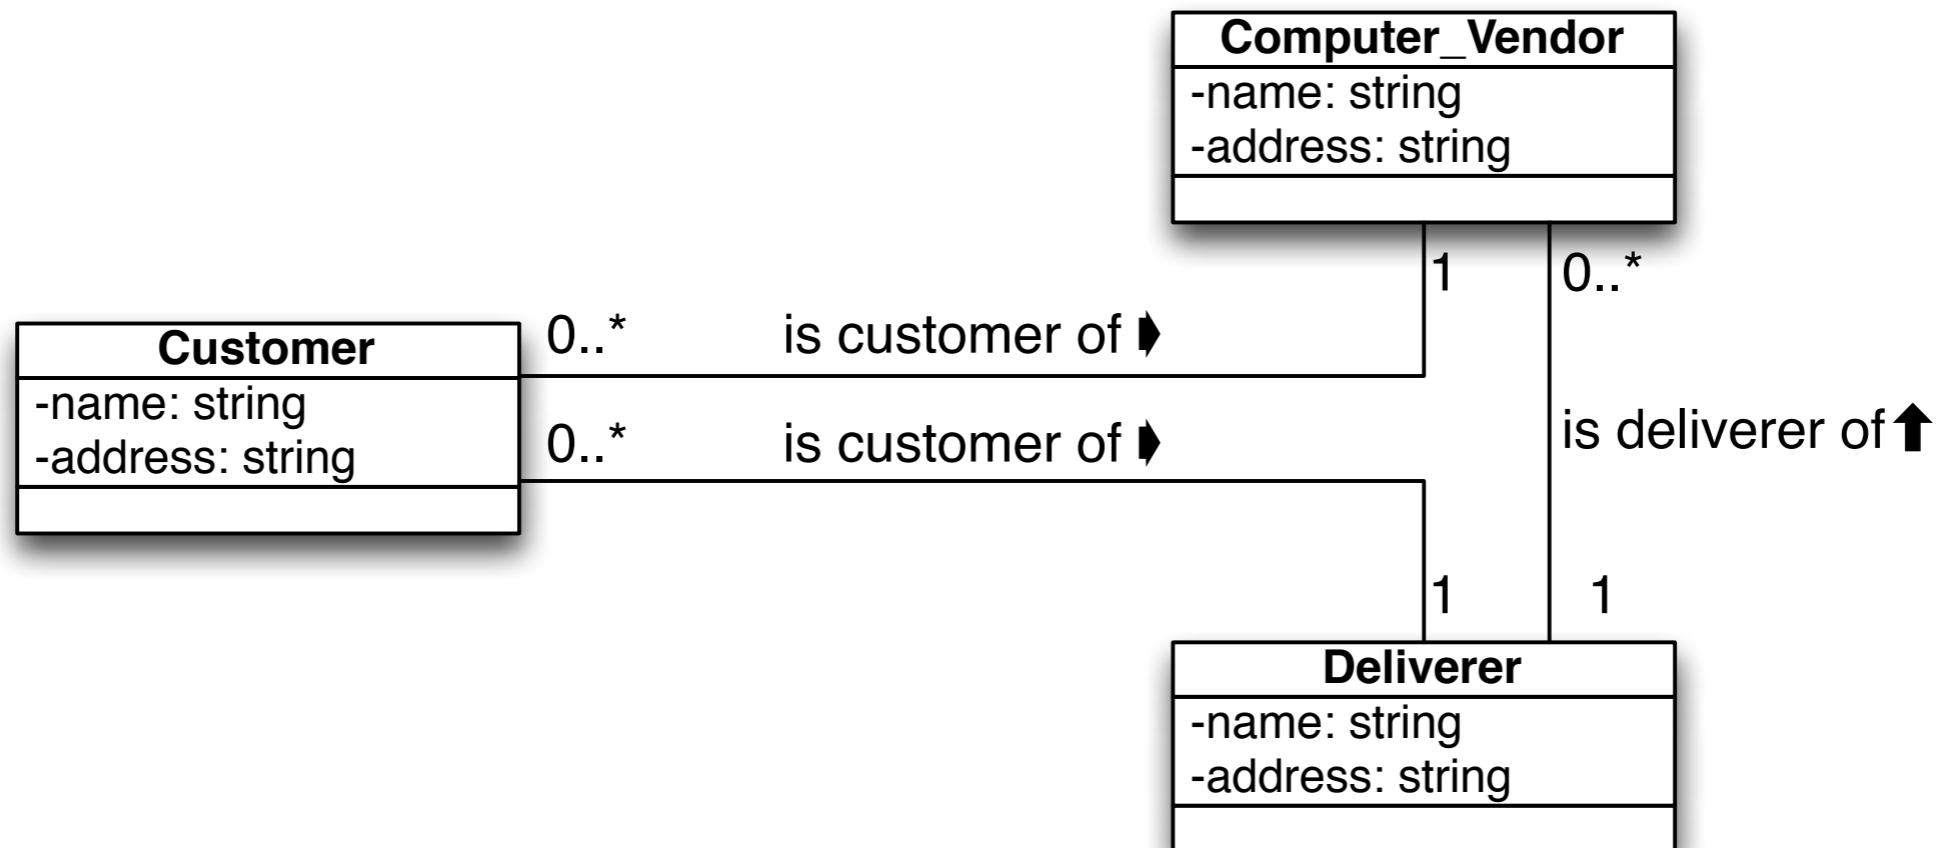 Computer_Vendor
-name: string
-address: string
1
0..*
0..* is customer of
Customer
-name: string
-address: string
0..* is customer of
is deliverer of
1
1
Deliverer
-name: string
-address: string